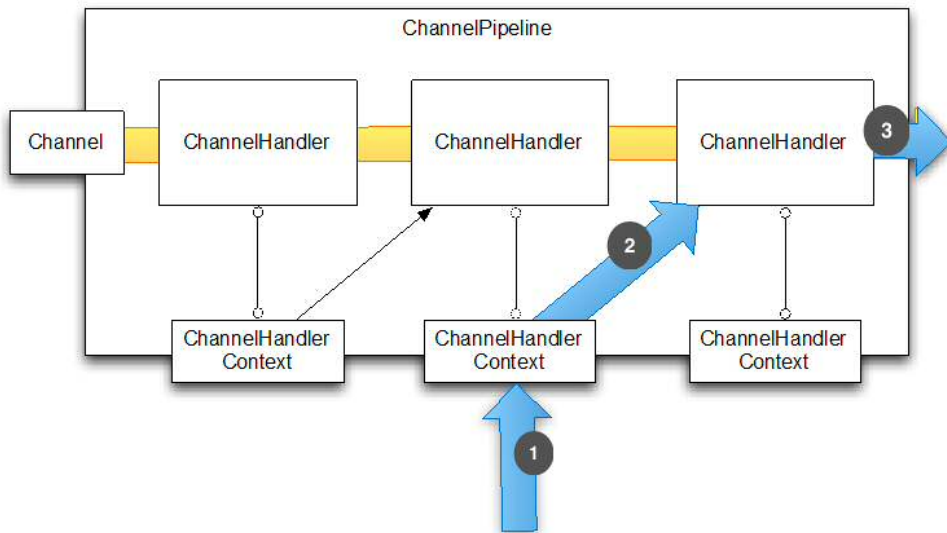 ChannelPipeline
Channel
ChannelHandler
ChannelHandler
ChannelHandler
3
2
ChannelHandler
Context
ChannelHandler
Context
ChannelHandler
Context
1